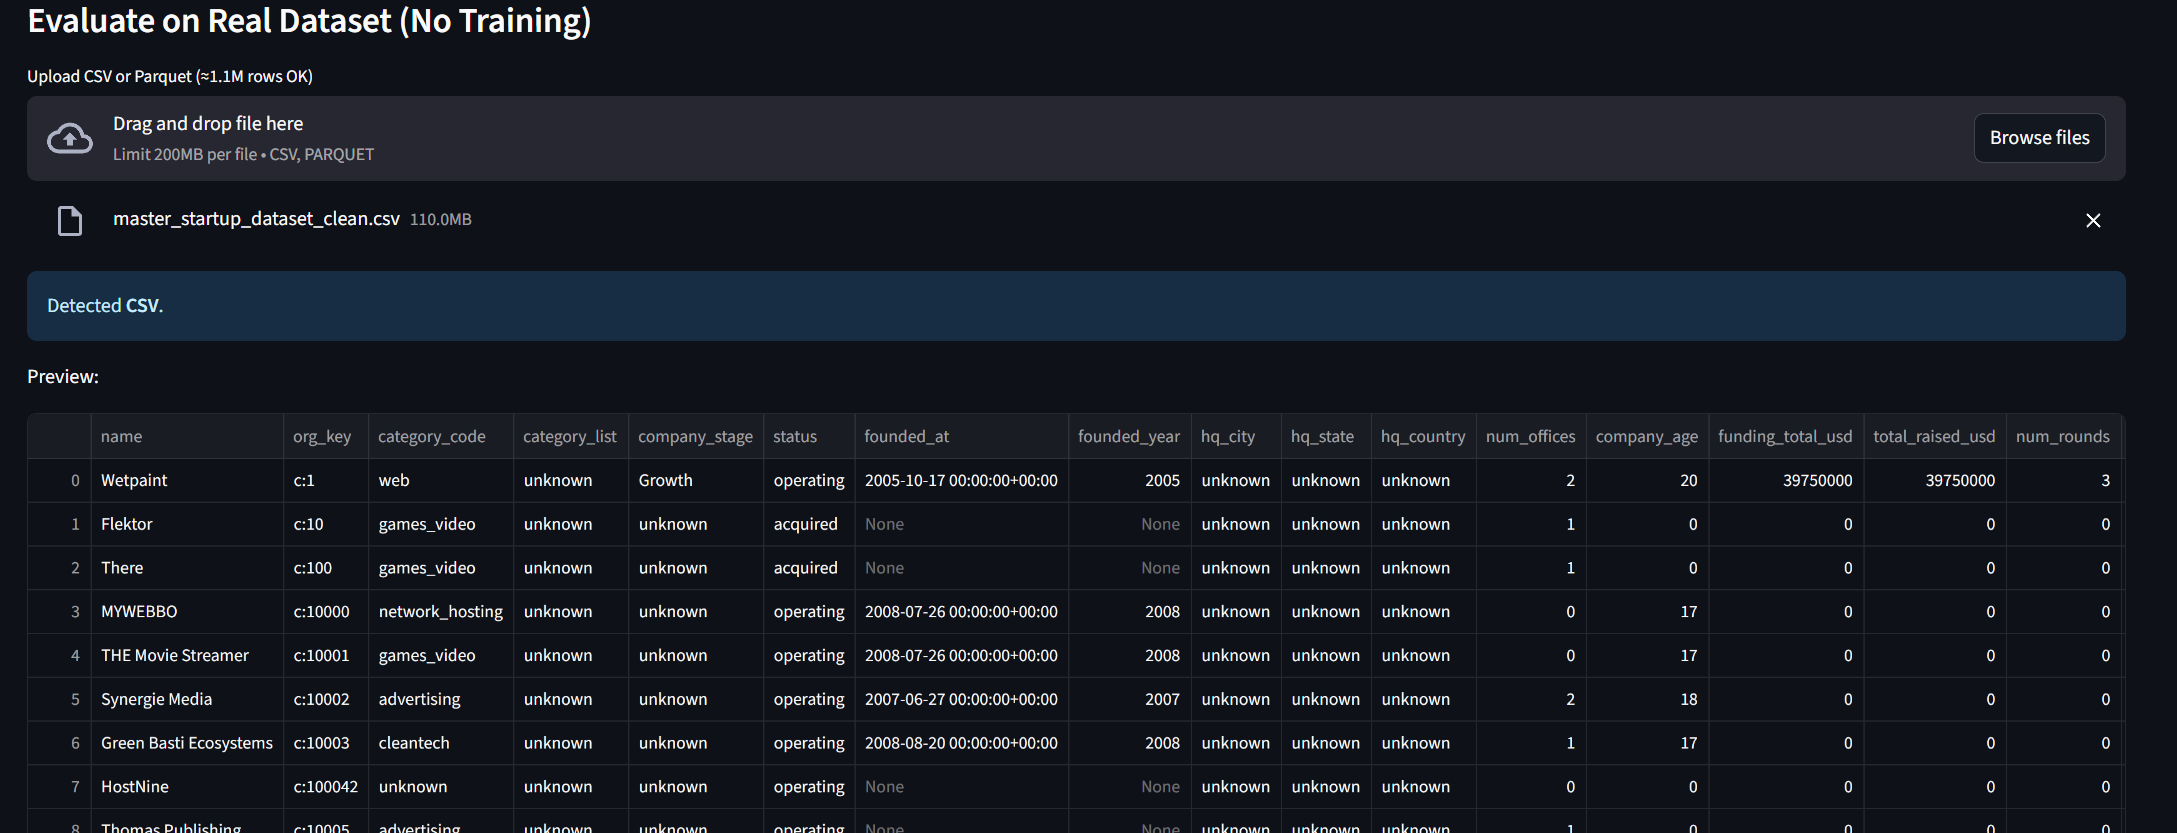 Evaluate on Real Dataset (No Training)
Upload CSV or Parquet (≈1.1M rows OK)
Drag and drop file here
Limit 200MB per file • CSV, PARQUET
Browse files
master_startup_dataset_clean.csv 110.0MB
Detected CSV.
Preview:
name org_key category_code category_list company_stage status founded_at founded_year hq_city hq_state hq_country num_offices company_age funding_total_usd total_raised_usd num_rounds
0 Wetpaint c:1 web unknown Growth operating 2005-10-17 00:00:00+00:00 2005 unknown unknown unknown 2 20 39750000 39750000 3
1 Flektor c:10 games_video unknown unknown acquired None None unknown unknown unknown 1 0 0 0 0
2 There c:100 games_video unknown unknown acquired None None unknown unknown unknown 1 0 0 0 0
3 MYWEBBO c:10000 network_hosting unknown unknown operating 2008-07-26 00:00:00+00:00 2008 unknown unknown unknown 0 17 0 0 0
4 THE Movie Streamer c:10001 games_video unknown unknown operating 2008-07-26 00:00:00+00:00 2008 unknown unknown unknown 0 17 0 0 0
5 Synergie Media c:10002 advertising unknown unknown operating 2007-06-27 00:00:00+00:00 2007 unknown unknown unknown 2 18 0 0 0
6 Green Basti Ecosystems c:10003 cleantech unknown unknown operating 2008-08-20 00:00:00+00:00 2008 unknown unknown unknown 1 17 0 0 0
7 HostNine c:100042 unknown unknown unknown operating None None unknown unknown unknown 0 0 0 0 0
8 Thomas Publishing c:10005 advertising unknown unknown operating None None unknown unknown unknown 1 0 0 0 0